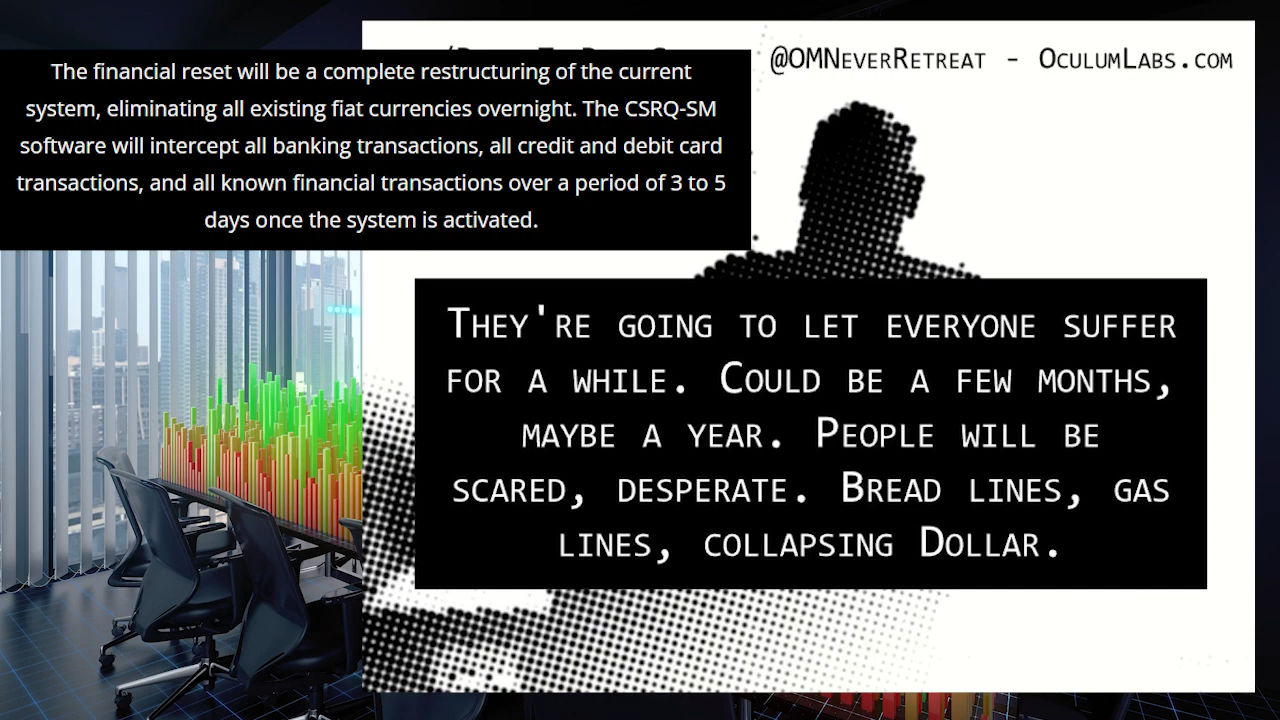 @OMNeverRetreat - OculumLabs.com
The financial reset will be a complete restructuring of the current
system, eliminating all existing fiat currencies overnight. The CSRQ-SM
software will intercept all banking transactions, all credit and debit card
transactions, and all known financial transactions over a period of 3 to 5
days once the system is activated.
They're going to let everyone suffer
for a while. Could be a few months,
maybe a year. People will be
scared, desperate. Bread lines, gas
lines, collapsing Dollar.